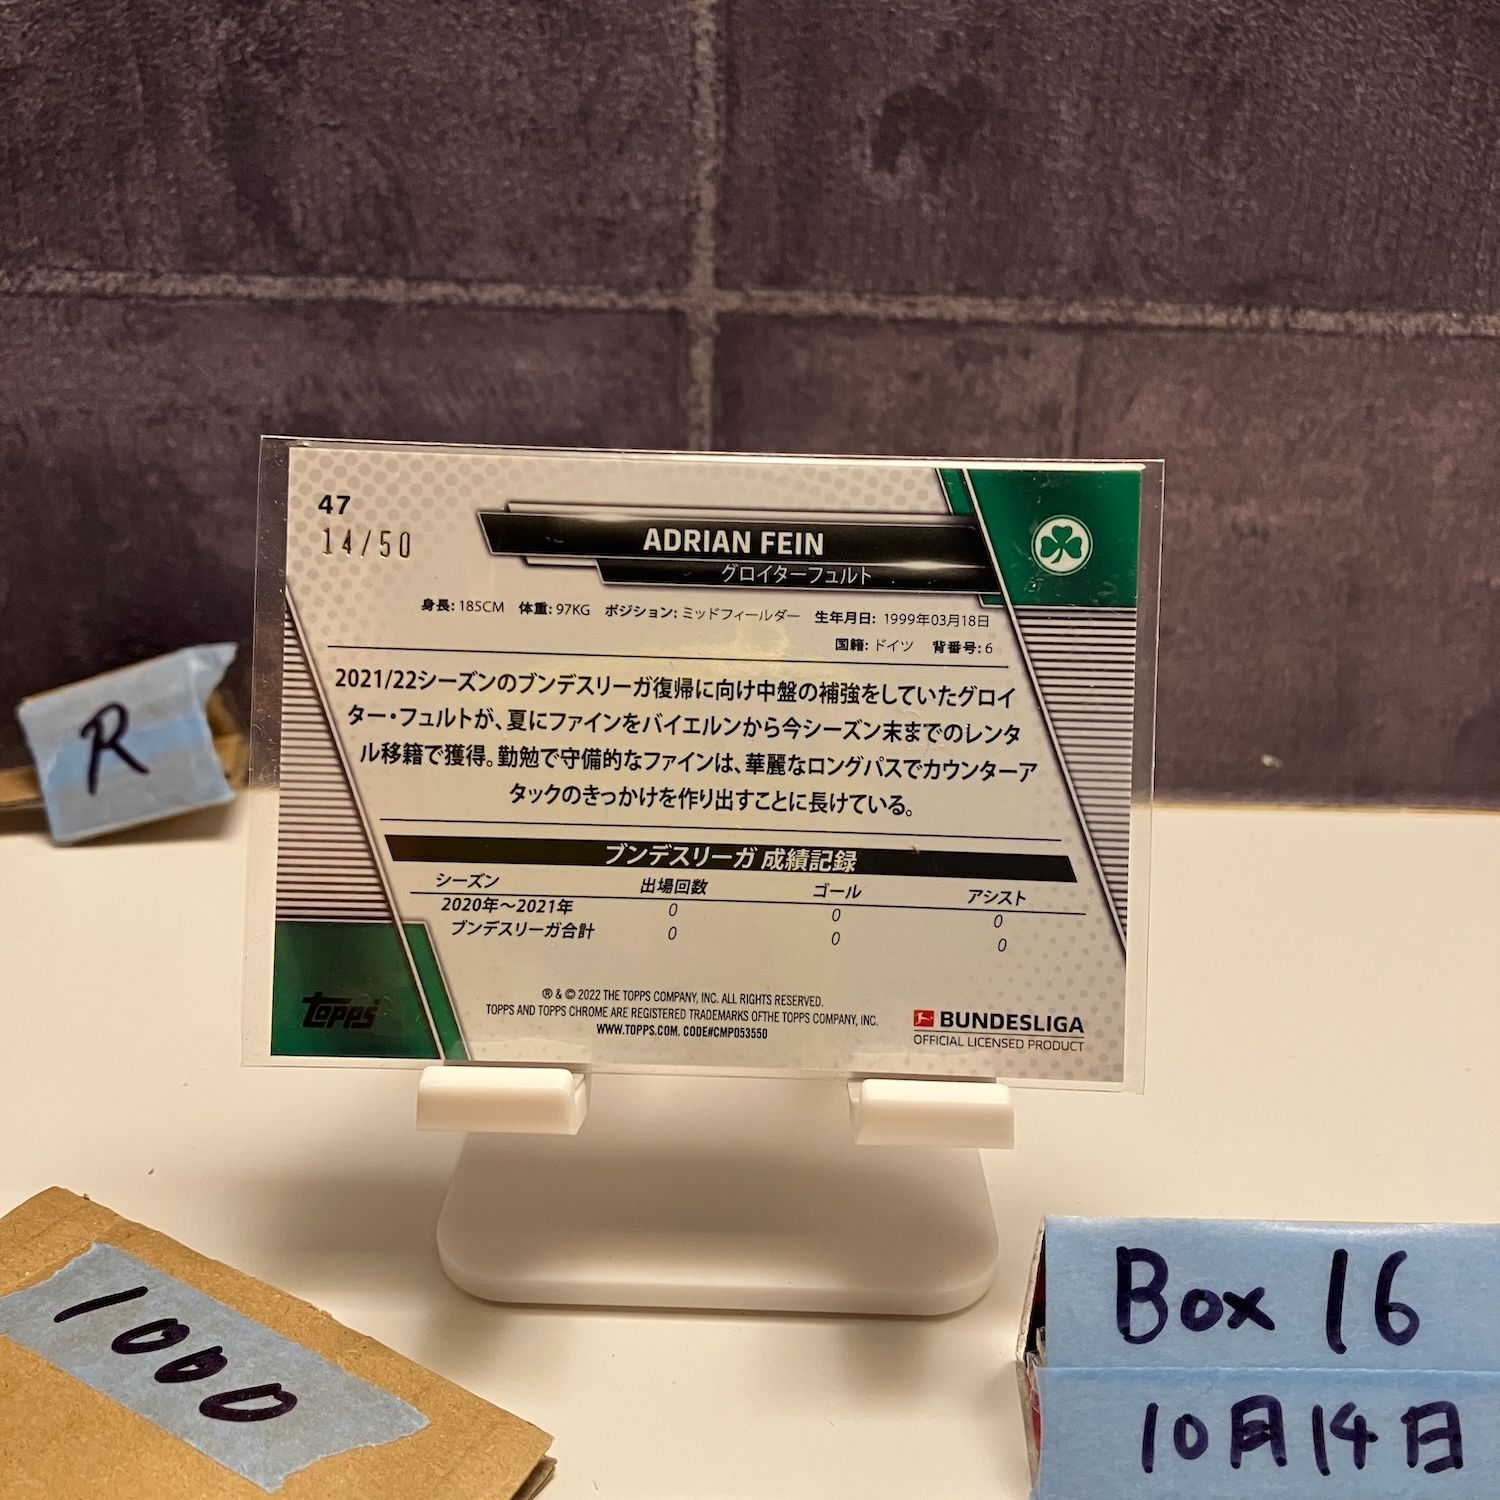 47
14/50
ADRIAN FEIN
グロイターフュルト
身長: 185CM 体重: 97KG ポジション: ミッドフィールダー 生年月日: 1999年03月18日
国籍: ドイツ 背番号: 6
2021/22シーズンのブンデスリーガ復帰に向け中盤の補強をしていたグロイ
ター・フュルトが、夏にファインをバイエルンから今シーズン末までのレンタ
ル移籍で獲得。勤勉で守備的なファインは、華麗なロングパスでカウンターア
タックのきっかけを作り出すことに長けている。
ブンデスリーガ 成績記録
シーズン 出場回数 ゴール アシスト
2020年～2021年 0 0 0
ブンデスリーガ合計 0 0 0
® & © 2022 THE TOPPS COMPANY, INC. ALL RIGHTS RESERVED.
TOPPS AND TOPPS CHROME ARE REGISTERED TRADEMARKS OFTHE TOPPS COMPANY, INC.
WWW.TOPPS.COM. CODE#CMP053550
topps
BUNDESLIGA
OFFICIAL LICENSED PRODUCT
R
1000
Box 16
10月14日